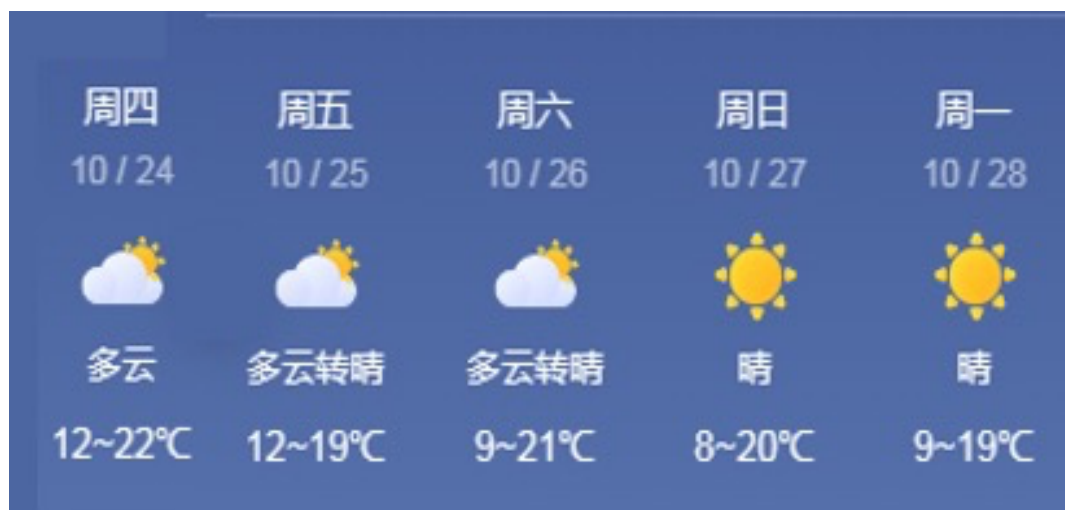 周四 周五 周六 周日 周一
10 / 24 10 / 25 10 / 26 10 / 27 10 / 28
多云 多云转晴 多云转晴 晴 晴
12~22℃ 12~19℃ 9~21℃ 8~20℃ 9~19℃